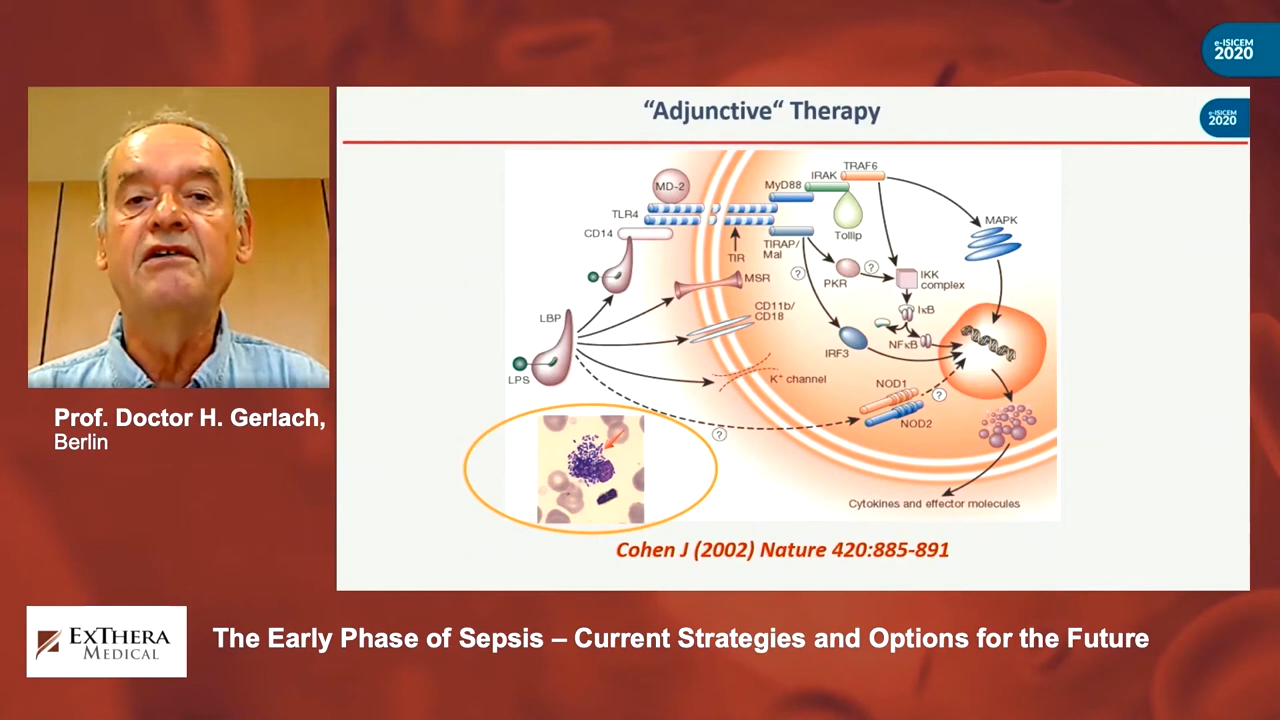 e-ISICEM
2020
“Adjunctive“ Therapy
e-ISICEM
2020
MD-2
TLR4
CD14
MyD88
IRAK
TRAF6
Tollip
TIRAP/
Mal
TIR
MAPK
PKR
?
?
IKK
complex
IκB
NFκB
IRF3
MSR
CD11b/
CD18
LBP
LPS
K+ channel
NOD1
NOD2
?
?
Cytokines and effector molecules
Cohen J (2002) Nature 420:885-891
Prof. Doctor H. Gerlach,
Berlin
EXTHERA
MEDICAL
The Early Phase of Sepsis – Current Strategies and Options for the Future